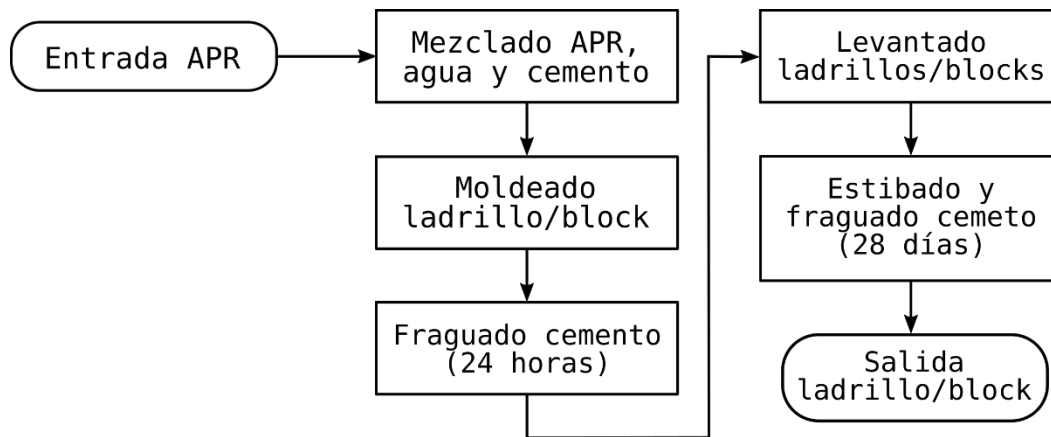 Entrada APR
Mezclado APR,
agua y cemento
Moldeado
ladrillo/block
Fraguado cemento
(24 horas)
Levantado
ladrillos/blocks
Estibado y
fraguado cemeto
(28 días)
Salida
ladrillo/block